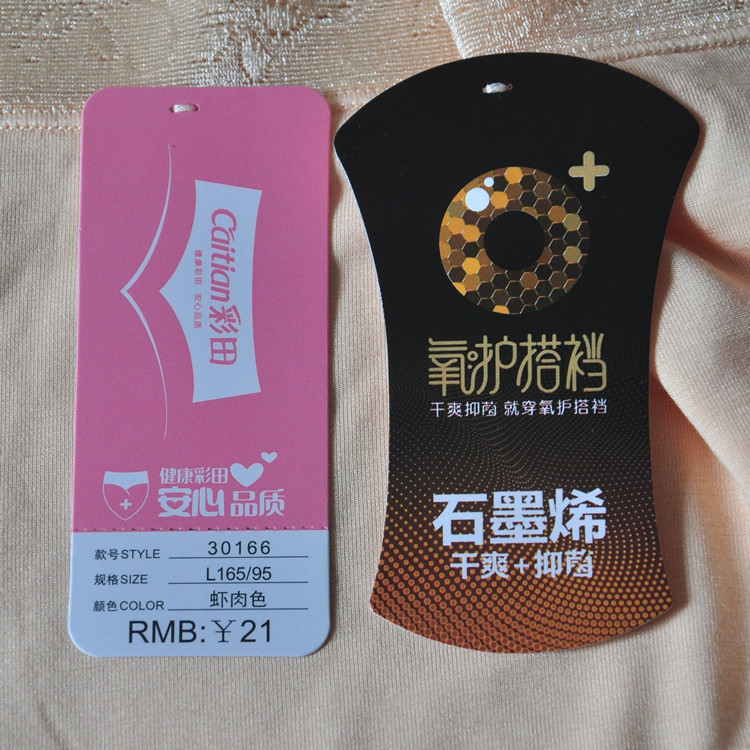 Caitian彩田
健康彩田 安心品质
健康彩田
安心品质
款号STYLE 30166
规格SIZE L165/95
颜色COLOR 虾肉色
RMB:￥21
氧护搭裆
干爽抑菌 就穿氧护搭裆
石墨烯
干爽+抑菌